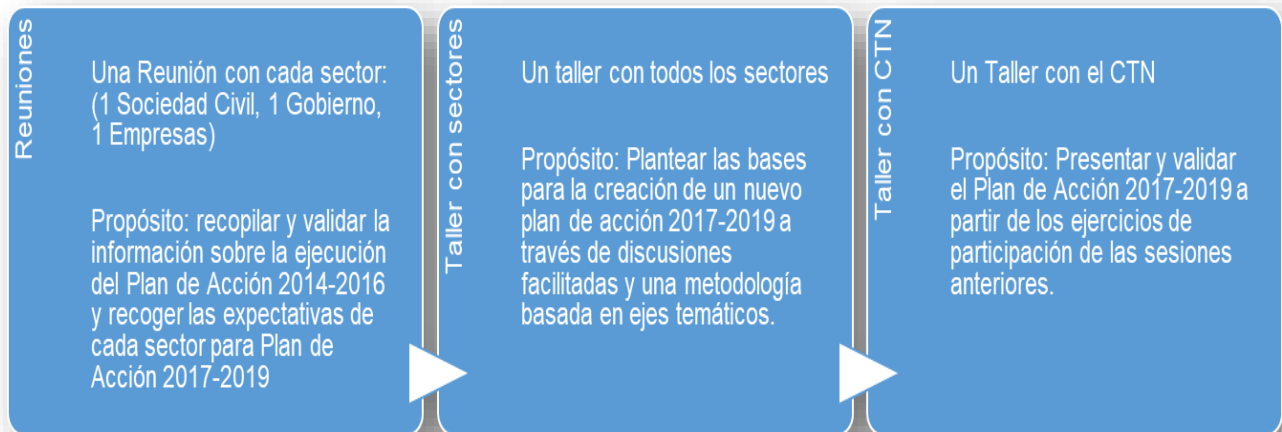 Reuniones
Una Reunión con cada sector:
(1 Sociedad Civil, 1 Gobierno,
1 Empresas)
Propósito: recopilar y validar la
información sobre la ejecución
del Plan de Acción 2014-2016
y recoger las expectativas de
cada sector para Plan de
Acción 2017-2019
Taller con sectores
Un taller con todos los sectores
Propósito: Plantear las bases
para la creación de un nuevo
plan de acción 2017-2019 a
través de discusiones
facilitadas y una metodología
basada en ejes temáticos.
Taller con CTN
Un Taller con el CTN
Propósito: Presentar y validar
el Plan de Acción 2017-2019 a
partir de los ejercicios de
participación de las sesiones
anteriores.